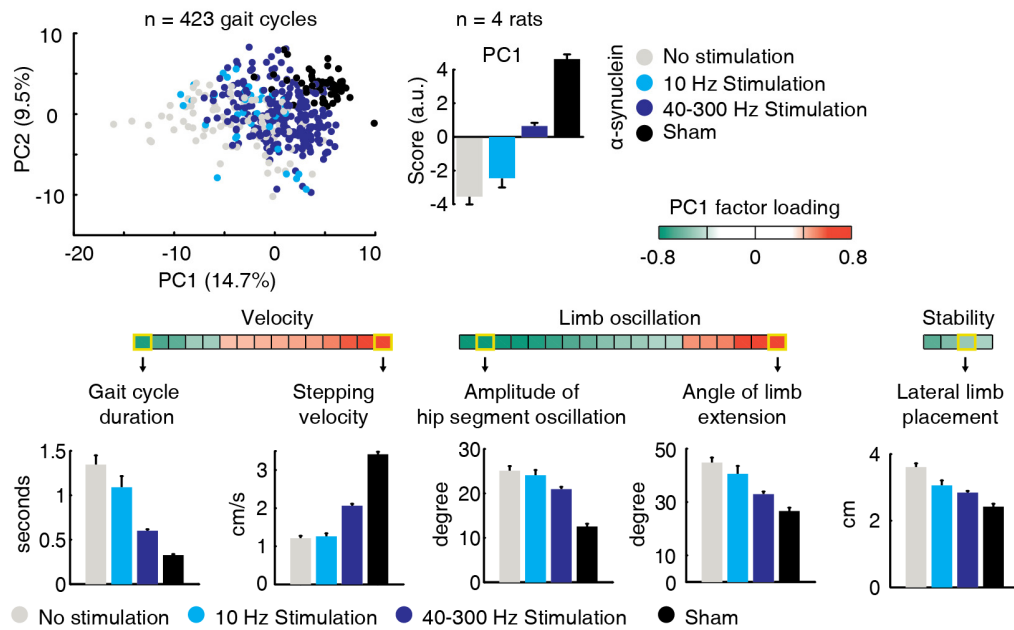 n = 423 gait cycles
PC2 (9.5%)
10
0
-10
-20
-10
0
10
PC1 (14.7%)
n = 4 rats
PC1
Score (a.u.)
4
2
0
-2
-4
α-synuclein
No stimulation
10 Hz Stimulation
40-300 Hz Stimulation
Sham
PC1 factor loading
-0.8
0
0.8
Velocity
Limb oscillation
Stability
Gait cycle
duration
Stepping
velocity
Amplitude of
hip segment oscillation
Angle of limb
extension
Lateral limb
placement
seconds
1.5
1
0.5
0
cm/s
3
2
1
0
degree
30
20
10
0
degree
50
30
10
0
cm
4
2
0
No stimulation
10 Hz Stimulation
40-300 Hz Stimulation
Sham